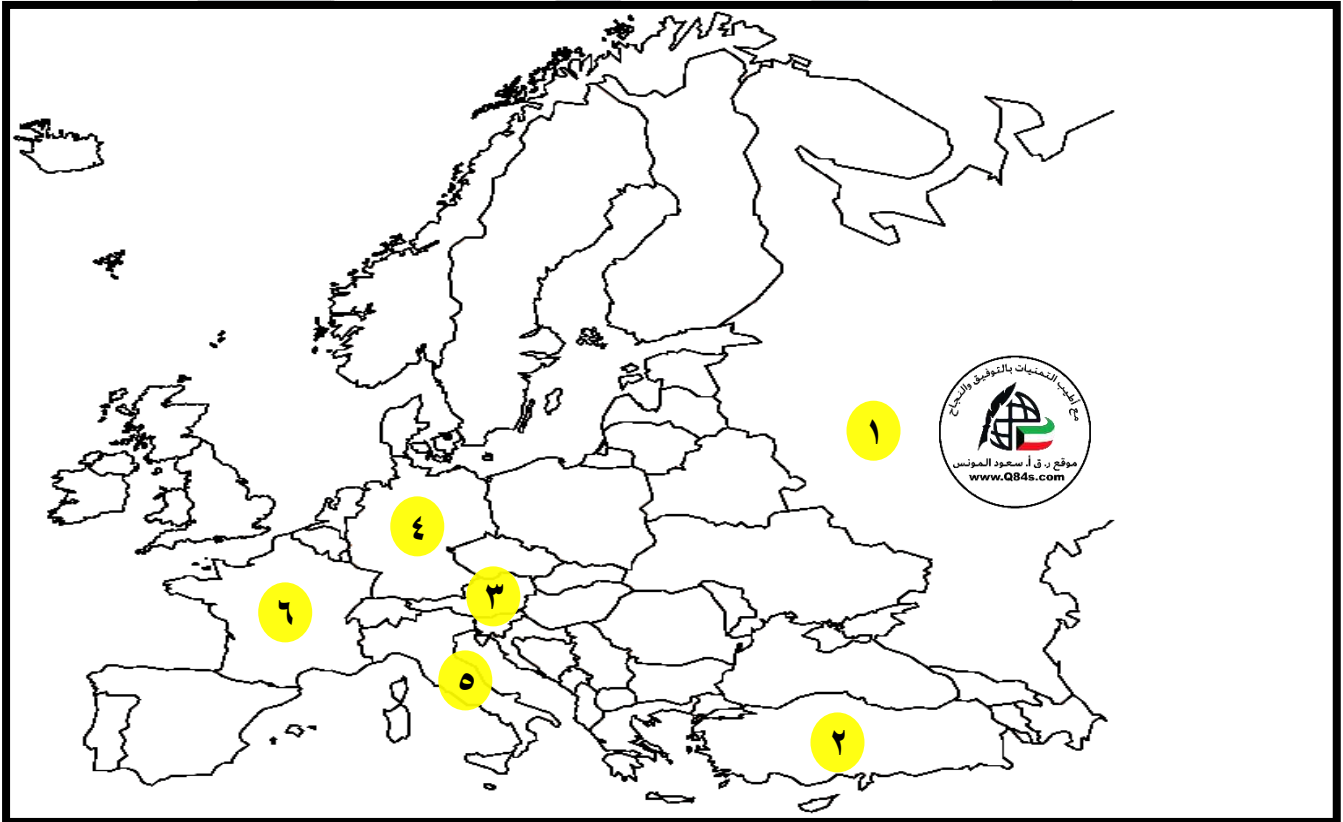 ١
مع أطيب التمنيات بالتوفيق والنجاح
موقع ر. ق أ. سعود المونس
www.Q84s.com
٤
٣
٦
٥
٢